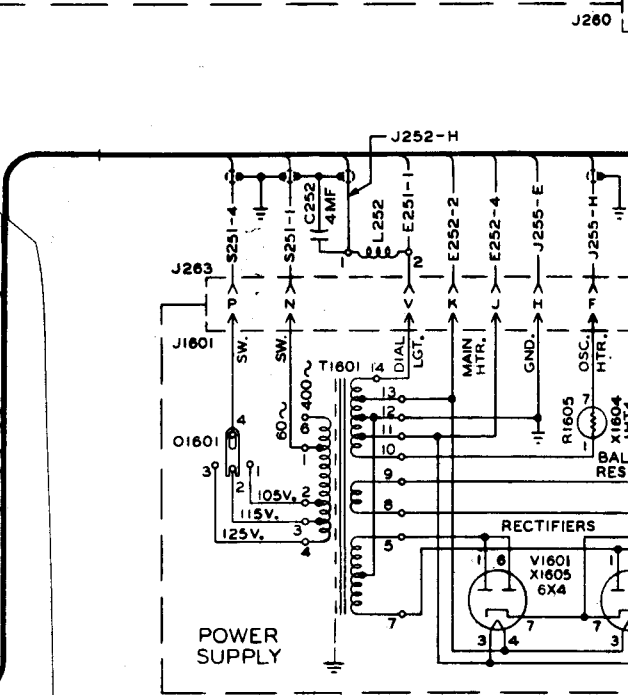 J260
J252-H
S251-4
S251-1
C252
4MF
L252
E251-1
E252-2
E252-4
J255-E
J255-H
1
2
J263
P
N
V
K
J
H
F
J1601
SW.
SW.
DIAL
LGT.
MAIN
HTR.
GND.
OSC.
HTR.
T1601
14
60~
400~
6
13
12
11
10
R1605
7
1
X1604
O1601
4
3
2
1
1
2
3
4
105V.
115V.
125V.
9
8
BAL
RES
5
7
RECTIFIERS
1
6
V1601
X1605
6X4
1
3
4
7
7
3
POWER
SUPPLY